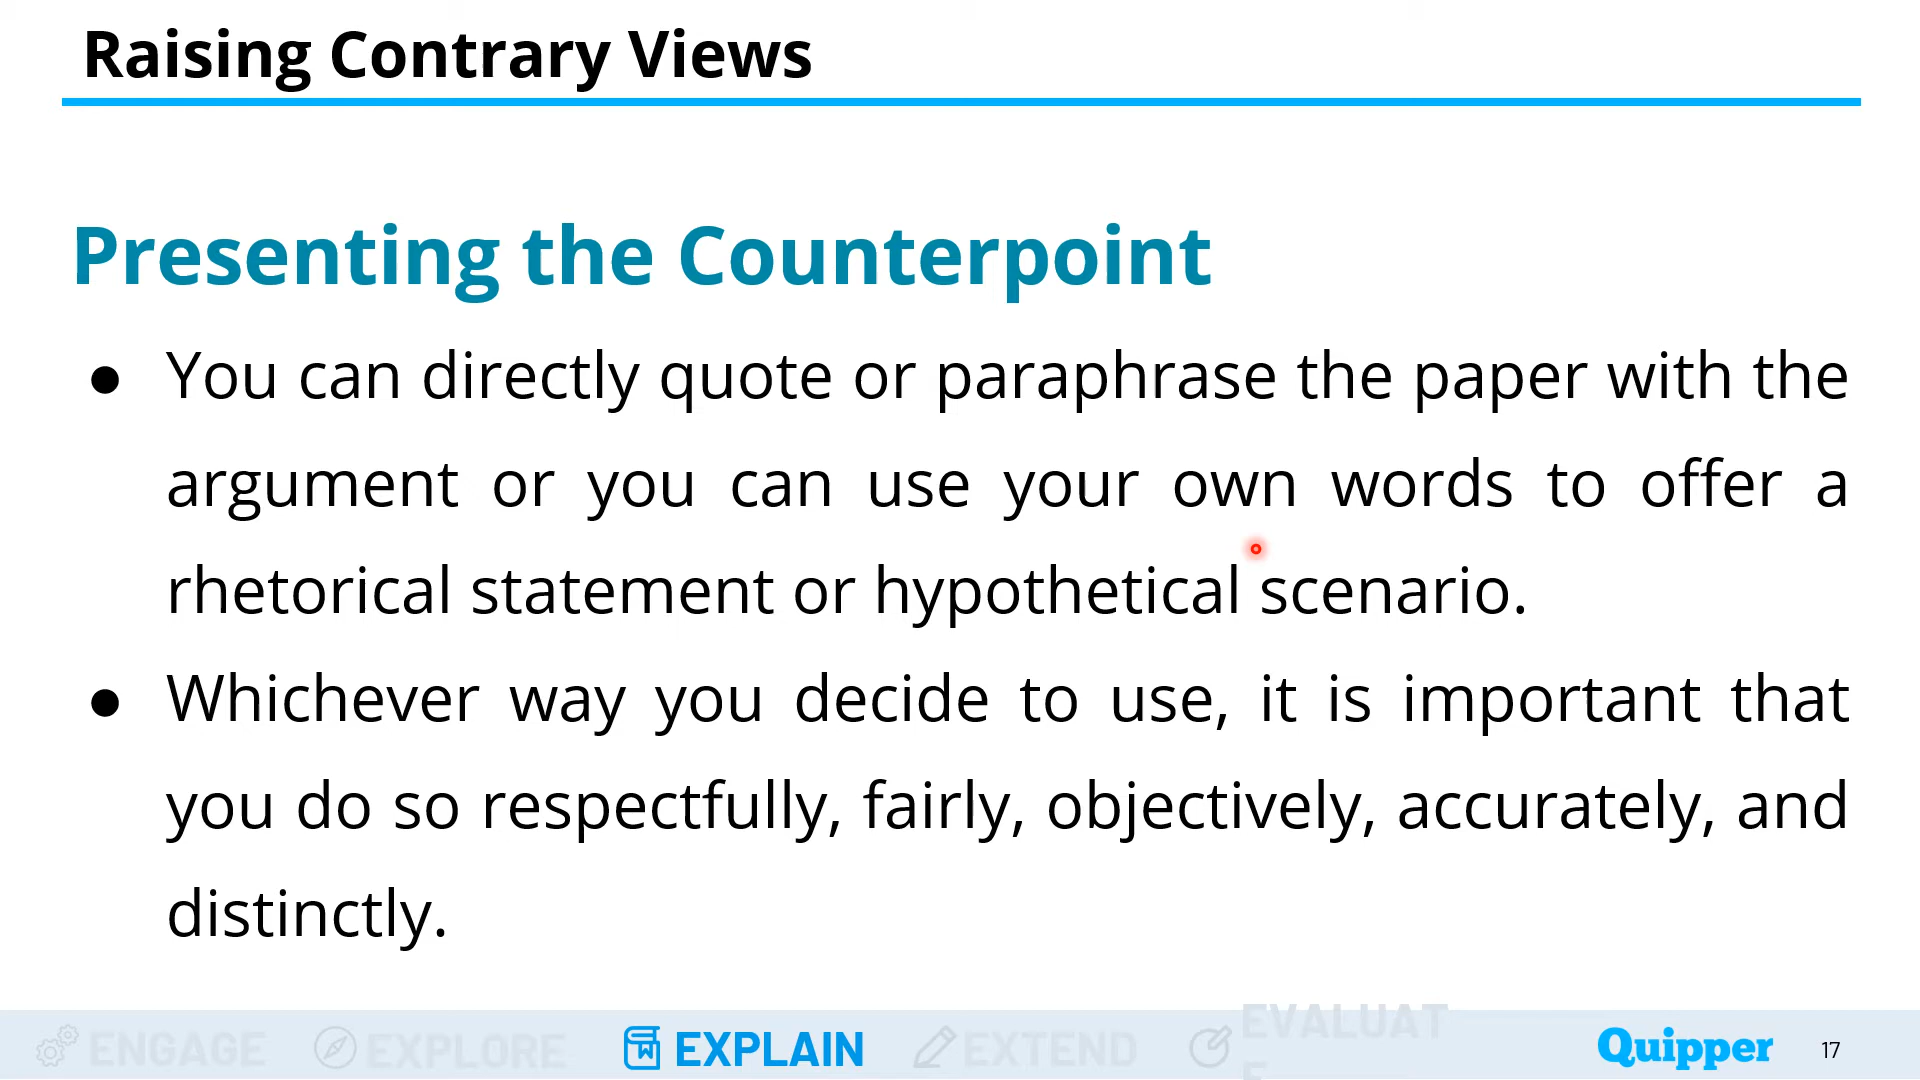 Raising Contrary Views
Presenting the Counterpoint
● You can directly quote or paraphrase the paper with the
argument or you can use your own words to offer a
rhetorical statement or hypothetical scenario.
● Whichever way you decide to use, it is important that
you do so respectfully, fairly, objectively, accurately, and
distinctly.
ENGAGE EXPLORE EXPLAIN EXTEND EVALUAT
E
Quipper 17